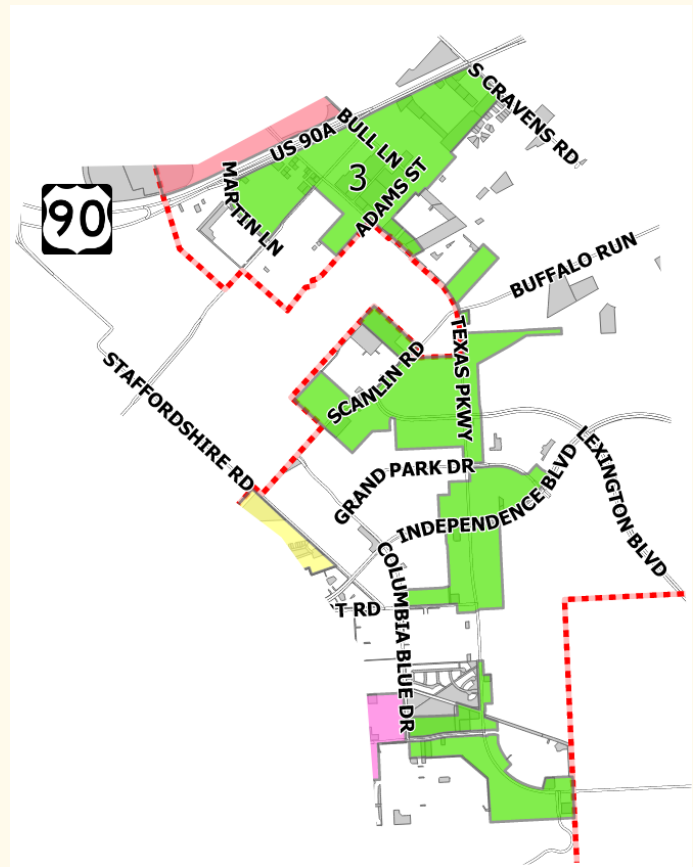 S CRAVENS RD
BULL LN
US 90A
3
ADAMS ST
MARTIN LN
90
BUFFALO RUN
TEXAS PKWY
SCANLIN RD
STAFFORDSHIRE RD
LEXINGTON BLVD
GRAND PARK DR
INDEPENDENCE BLVD
COLUMBIA BLUE DR
T RD